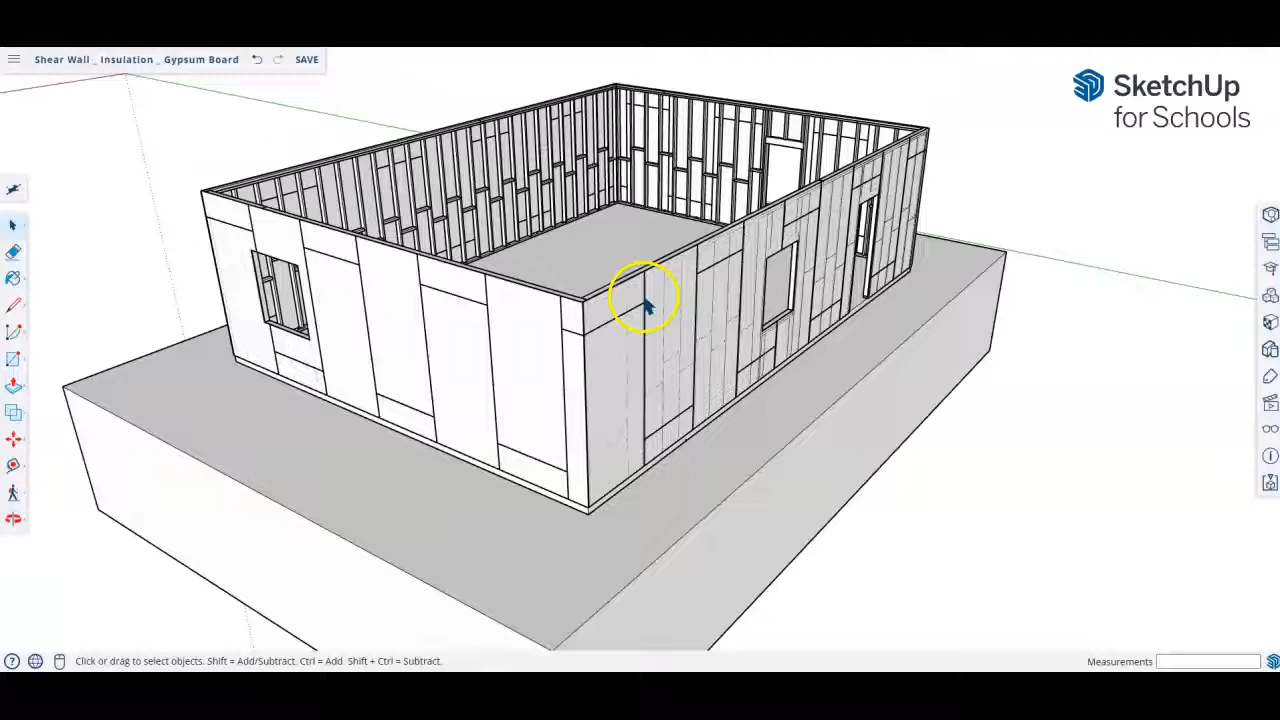 Shear Wall _ Insulation _ Gypsum Board SAVE
SketchUp
for Schools
Click or drag to select objects. Shift = Add/Subtract. Ctrl = Add. Shift + Ctrl = Subtract.
Measurements